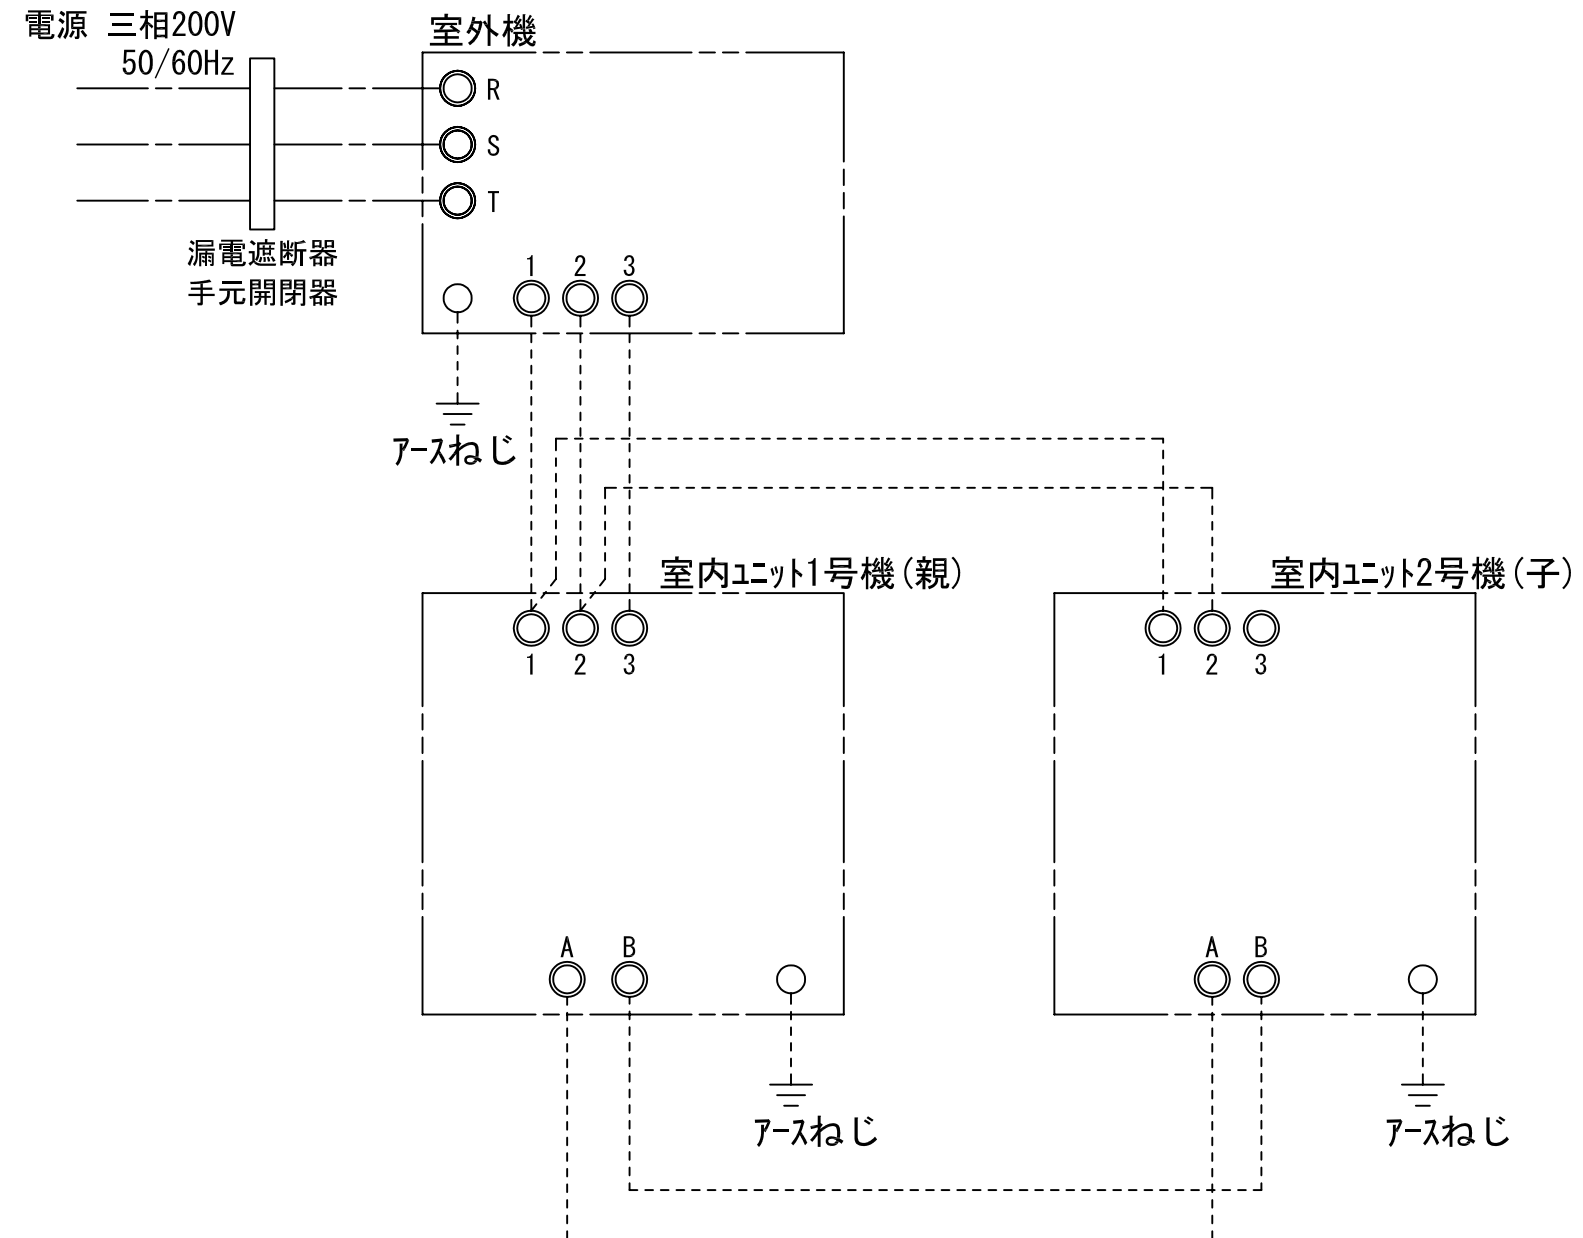 電源 三相200V
50/60Hz
室外機
R
S
T
漏電遮断器
手元開閉器
1 2 3
ｱｰｽねじ
室内ﾕﾆｯﾄ1号機(親)
室内ﾕﾆｯﾄ2号機(子)
1 2 3
1 2 3
A B
A B
ｱｰｽねじ
ｱｰｽねじ